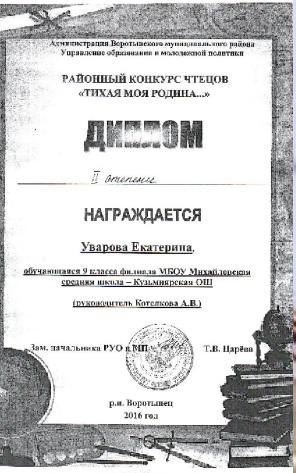 Администрация Воротынского муниципального района
Управление образования и молодежной политики
РАЙОННЫЙ КОНКУРС ЧТЕЦОВ
«ТИХАЯ МОЯ РОДИНА...»
ДИПЛОМ
II степени
НАГРАЖДАЕТСЯ
Уварова Екатерина,
обучающаяся 9 класса филиала МБОУ Михайловская
средняя школа – Кузьмиярская ОШ
(руководитель Котелкова А.В.)
Зам. начальника РУО и МП Т.В. Царёва
р.п. Воротынец
2016 год